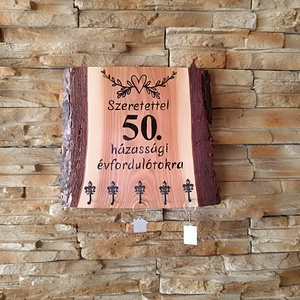 Szeretettel
50.
házassági
évfordulótokra